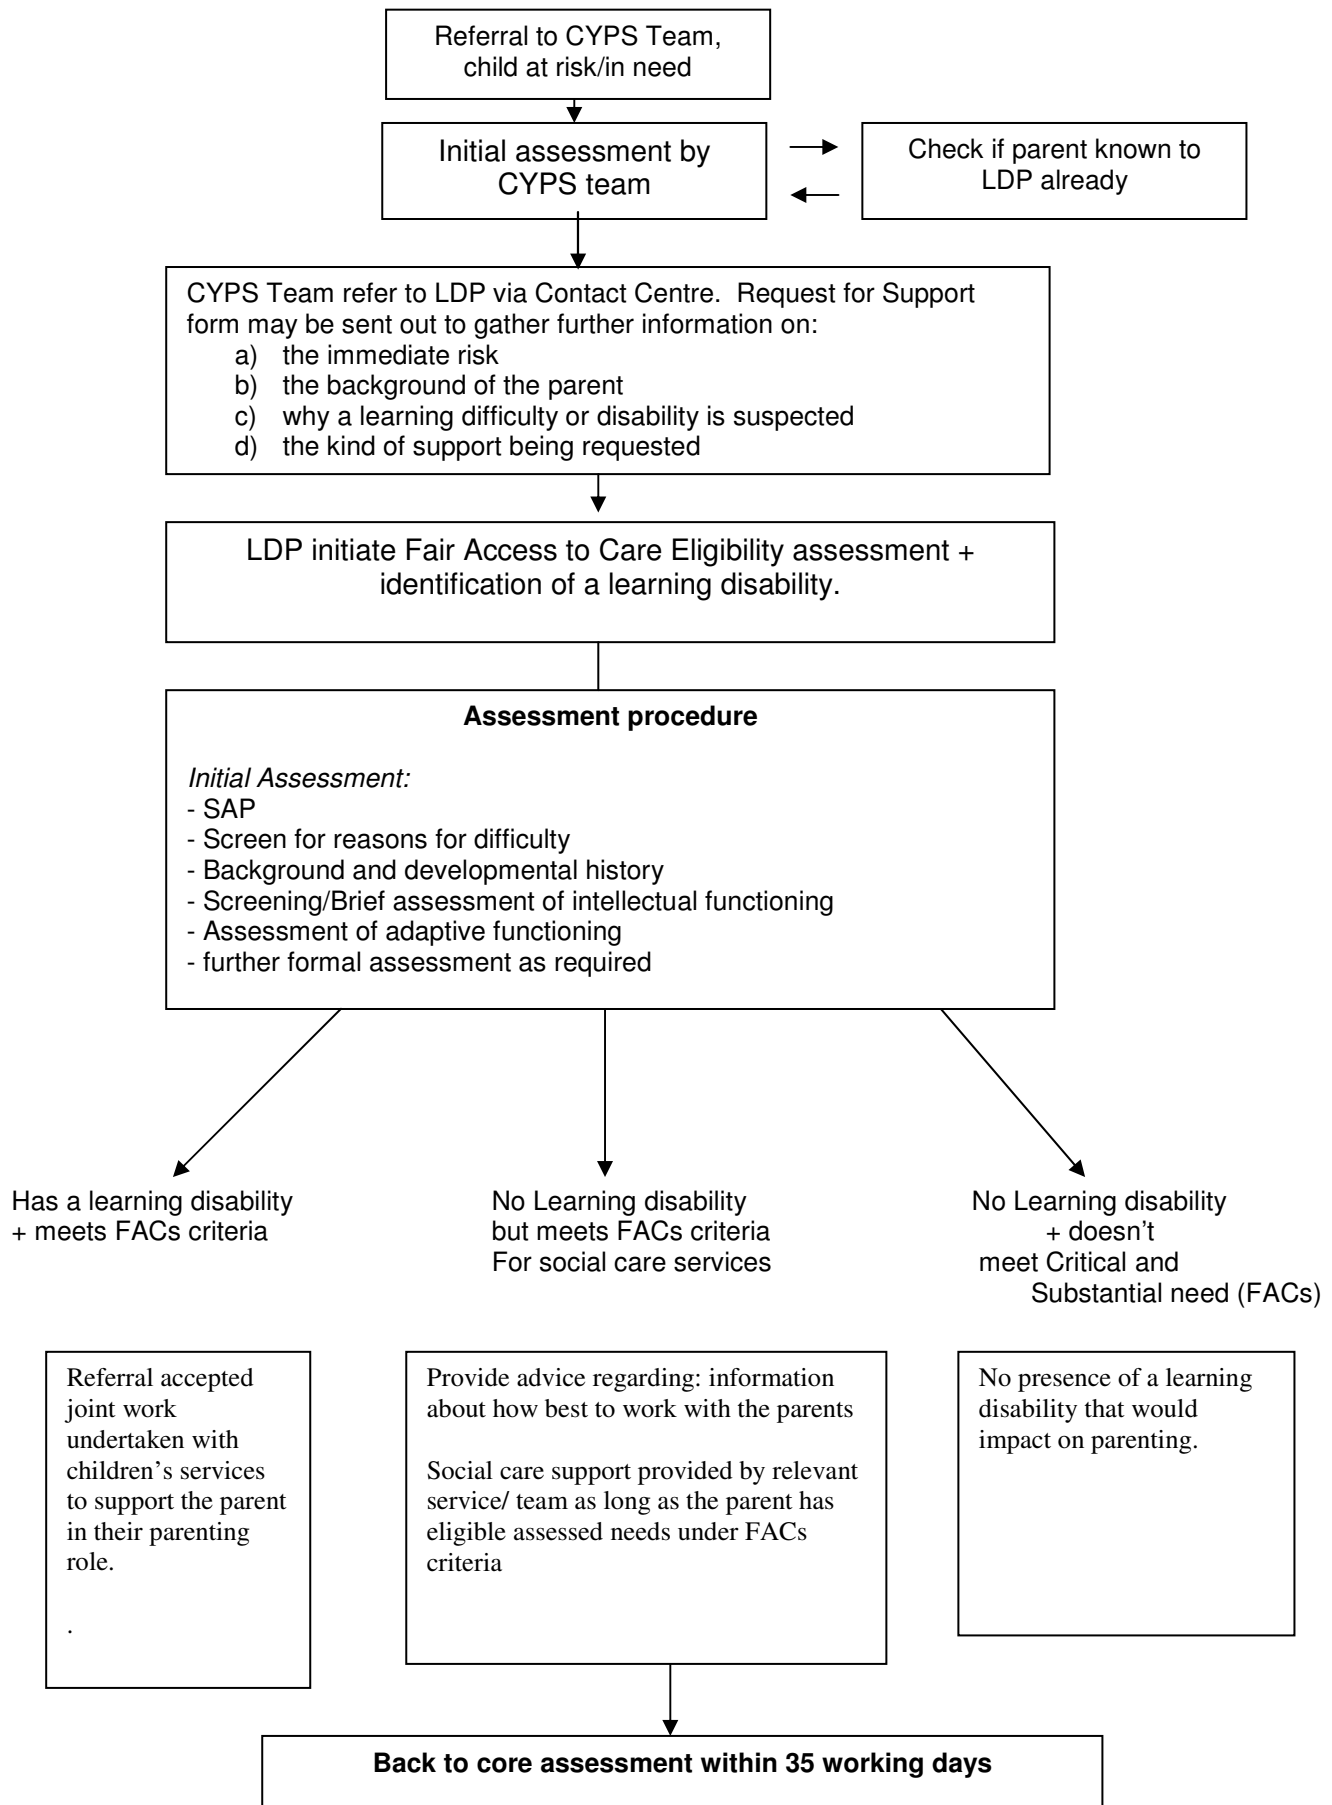 Referral to CYPS Team,
child at risk/in need
Initial assessment by
CYPS team
Check if parent known to
LDP already
CYPS Team refer to LDP via Contact Centre.  Request for Support
form may be sent out to gather further information on:
a) the immediate risk
b) the background of the parent
c) why a learning difficulty or disability is suspected
d) the kind of support being requested
LDP initiate Fair Access to Care Eligibility assessment +
identification of a learning disability.
Assessment procedure
Initial Assessment:
- SAP
- Screen for reasons for difficulty
- Background and developmental history
- Screening/Brief assessment of intellectual functioning
- Assessment of adaptive functioning
- further formal assessment as required
Has a learning disability
+ meets FACs criteria
No Learning disability
but meets FACs criteria
For social care services
No Learning disability
+ doesn't
meet Critical and
Substantial need (FACs)
Referral accepted
joint work
undertaken with
children's services
to support the parent
in their parenting
role.
.
Provide advice regarding: information
about how best to work with the parents
Social care support provided by relevant
service/ team as long as the parent has
eligible assessed needs under FACs
criteria
No presence of a learning
disability that would
impact on parenting.
Back to core assessment within 35 working days